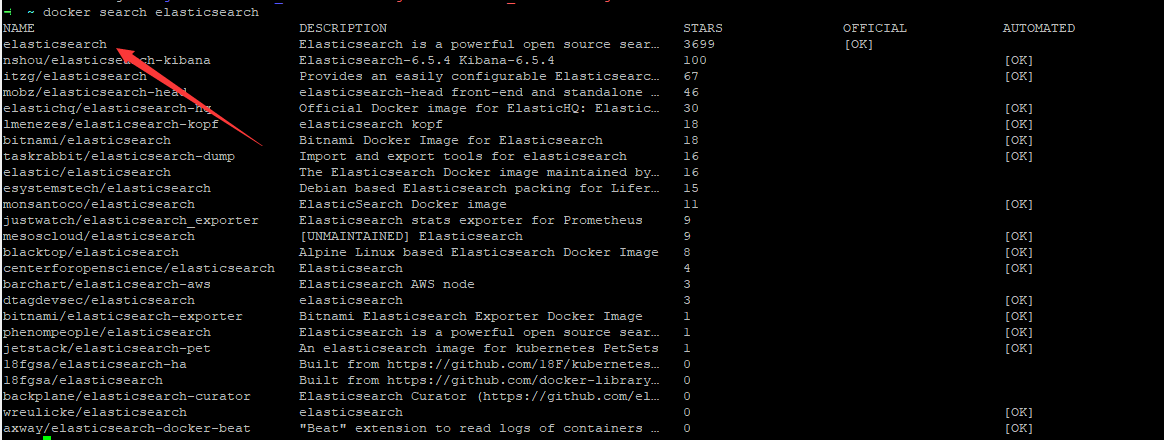 ~ docker search elasticsearch
NAME DESCRIPTION STARS OFFICIAL AUTOMATED
elasticsearch Elasticsearch is a powerful open source sear… 3699 [OK]
nshou/elasticsearch-kibana Elasticsearch-6.5.4 Kibana-6.5.4 100 [OK]
itzg/elasticsearch Provides an easily configurable Elasticsearc… 67 [OK]
mobz/elasticsearch-head elasticsearch-head front-end and standalone … 46
elastichq/elasticsearch-hq Official Docker image for ElasticHQ: Elastic… 30 [OK]
lmenezes/elasticsearch-kopf elasticsearch kopf 18 [OK]
bitnami/elasticsearch Bitnami Docker Image for Elasticsearch 18 [OK]
taskrabbit/elasticsearch-dump Import and export tools for elasticsearch 16 [OK]
elastic/elasticsearch The Elasticsearch Docker image maintained by… 16
esystemstech/elasticsearch Debian based Elasticsearch packing for Lifer… 15
monsantoco/elasticsearch ElasticSearch Docker image 11 [OK]
justwatch/elasticsearch_exporter Elasticsearch stats exporter for Prometheus 9
mesoscloud/elasticsearch [UNMAINTAINED] Elasticsearch 9 [OK]
blacktop/elasticsearch Alpine Linux based Elasticsearch Docker Image 8 [OK]
centerforopenscience/elasticsearch Elasticsearch 4 [OK]
barchart/elasticsearch-aws Elasticsearch AWS node 3
dtagdevsec/elasticsearch elasticsearch 3 [OK]
bitnami/elasticsearch-exporter Bitnami Elasticsearch Exporter Docker Image 1 [OK]
phenompeople/elasticsearch Elasticsearch is a powerful open source sear… 1 [OK]
jetstack/elasticsearch-pet An elasticsearch image for kubernetes PetSets 1 [OK]
18fgsa/elasticsearch-ha Built from https://github.com/18F/kubernetes… 0
18fgsa/elasticsearch Built from https://github.com/docker-library… 0
backplane/elasticsearch-curator Elasticsearch Curator (https://github.com/el… 0
wreulicke/elasticsearch elasticsearch 0 [OK]
axway/elasticsearch-docker-beat "Beat" extension to read logs of containers … 0 [OK]